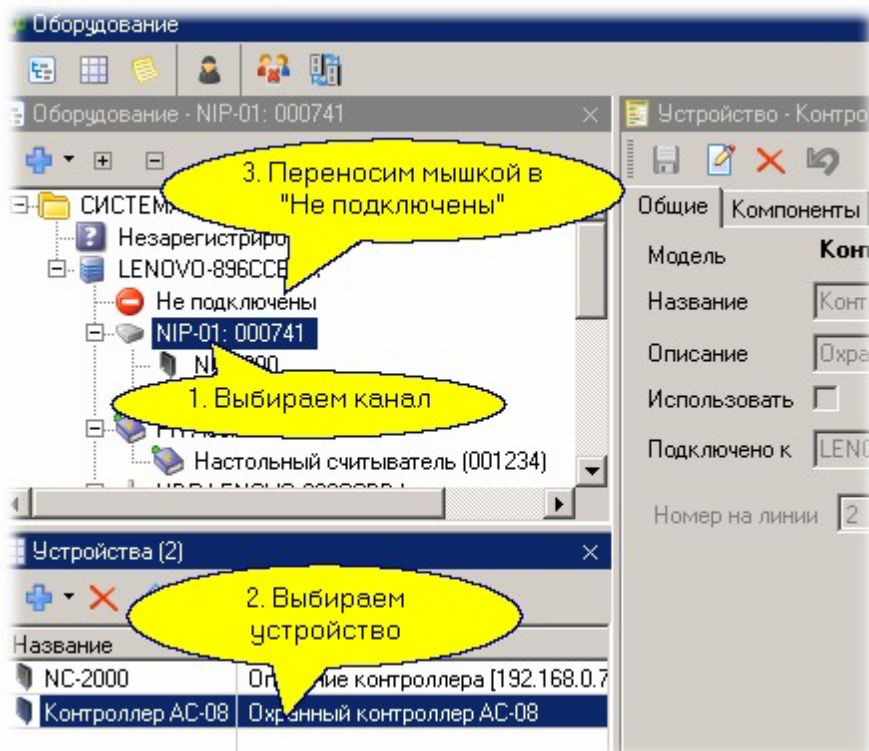 Оборудование
Оборудование - NIP-01: 000741
3. Переносим мышкой в
"Не подключены"
СИСТЕМ
Незарегистриро
LENOVO-896CCE
Не подключены
NIP-01: 000741
1. Выбираем канал
Настольный считыватель (001234)
Устройства (2)
2. Выбираем
устройство
Название
NC-2000 Оп ние контроллера [192.168.0.7
Контроллер AC-08 Охранный контроллер AC-08
Устройство - Контро
Общие Компоненты
Модель Конт
Название Конт
Описание Охра
Использовать
Подключено к LENO
Номер на линии 2